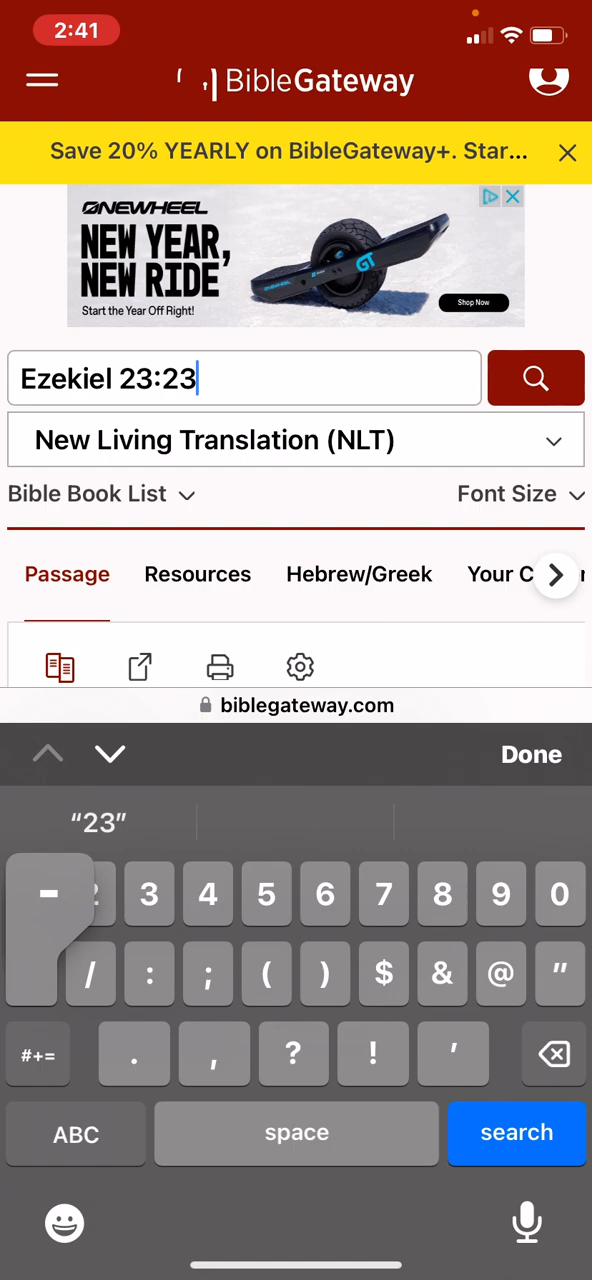 2:41
BibleGateway
Save 20% YEARLY on BibleGateway+. Star...
ONEWHEEL
NEW YEAR,
NEW RIDE
Start the Year Off Right!
GT
Shop Now
Ezekiel 23:23
New Living Translation (NLT)
Bible Book List
Font Size
Passage Resources Hebrew/Greek Your C
biblegateway.com
Done
“23”
- 3 4 5 6 7 8 9 0
/ : ; ( ) $ & @ "
#+= . , ? ! '
ABC space search